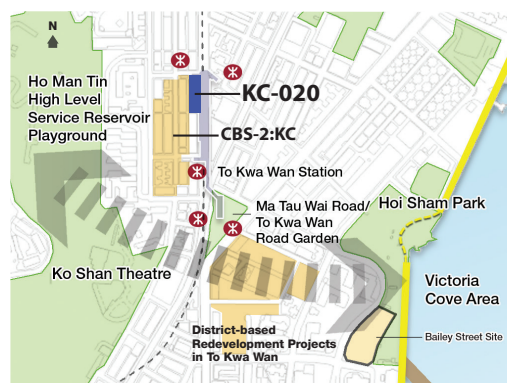 N
Ho Man Tin
High Level
Service Reservoir
Playground
KC-020
CBS-2:KC
To Kwa Wan Station
Ma Tau Wai Road/
To Kwa Wan
Road Garden
Hoi Sham Park
Ko Shan Theatre
Victoria
Cove Area
District-based
Redevelopment Projects
in To Kwa Wan
Bailey Street Site